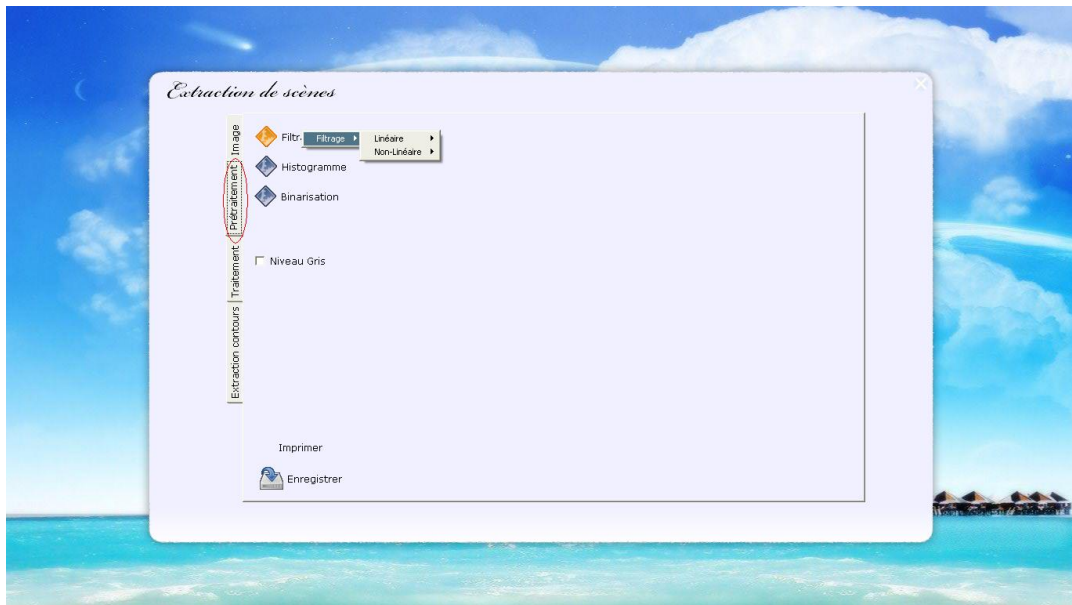 Extraction de scènes
Image
Prétraitement
Traitement
Extraction contours
Filtr.
Filtrage
Linéaire
Non-Linéaire
Histogramme
Binarisation
Niveau Gris
Imprimer
Enregistrer